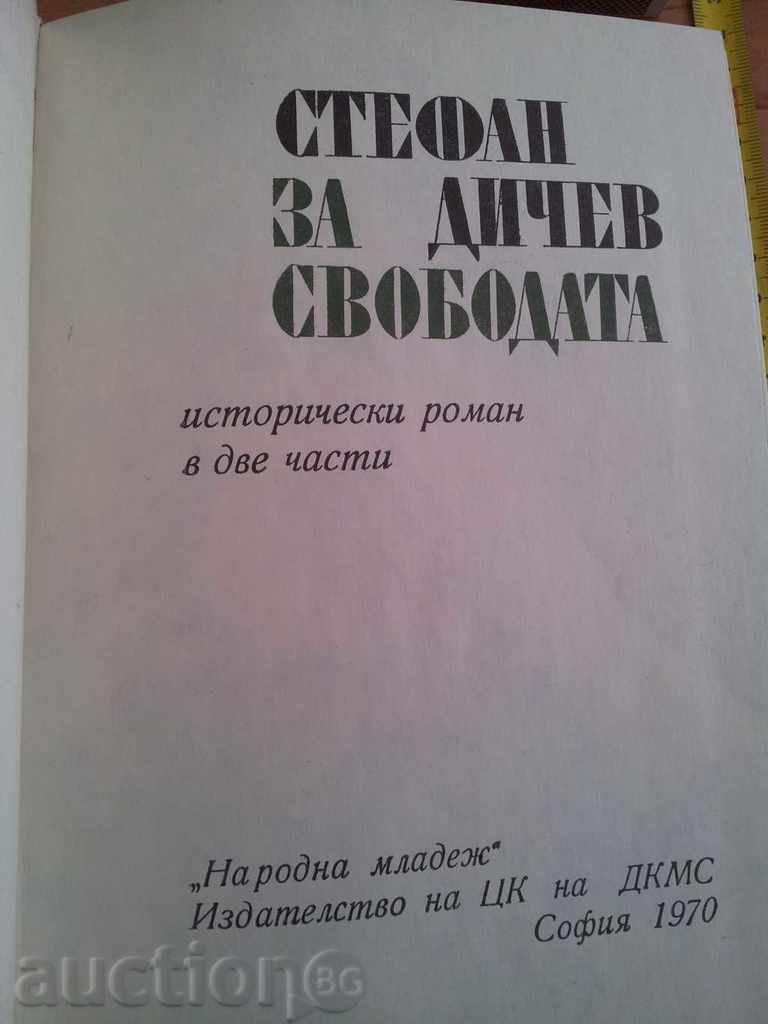 СТЕФАН
ЗА ДИЧЕВ
СВОБОДАТА
исторически роман
в две части
„Народна младеж“
Издателство на ЦК на ДКМС
София 1970
auctionBG